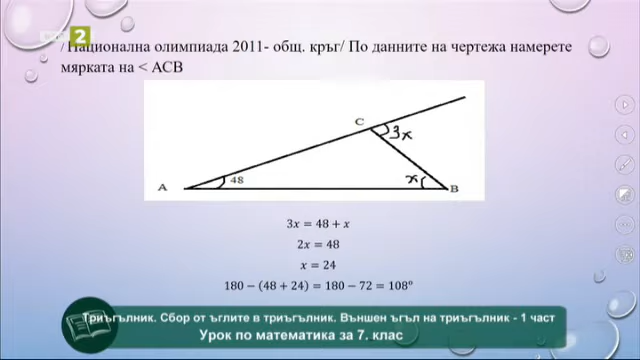 2
/ Национална олимпиада 2011- общ. кръг/ По данните на чертежа намерете
мярката на < АСВ
C
3x
A
48
x
B
3x = 48 + x
2x = 48
x = 24
180 − (48 + 24) = 180 − 72 = 108°
Триъгълник. Сбор от ъглите в триъгълник. Външен ъгъл на триъгълник - 1 част
Урок по математика за 7. клас